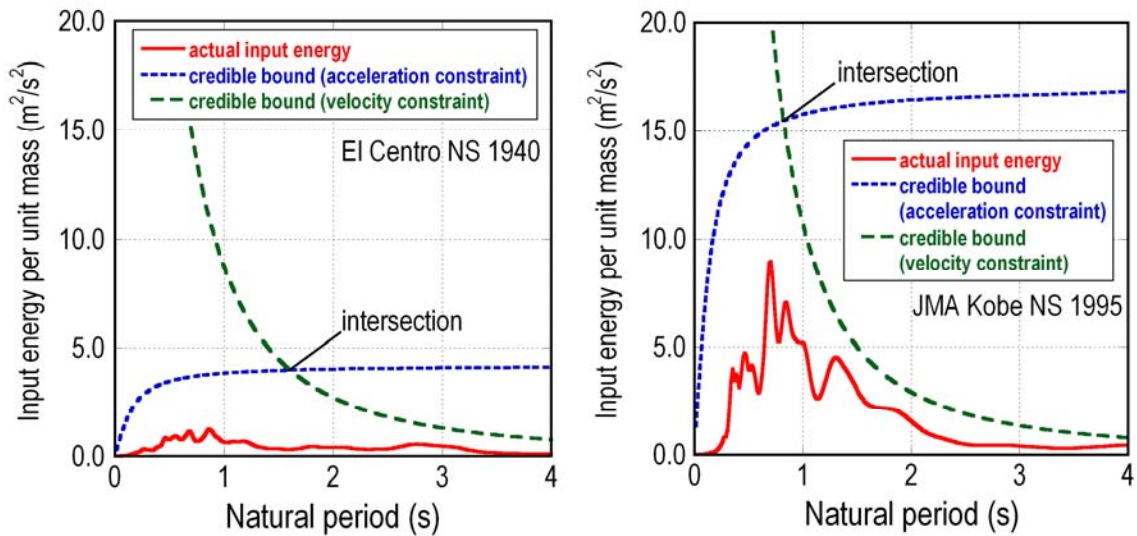 20.0
15.0
10.0
5.0
0.0
Input energy per unit mass (m²/s²)
actual input energy
credible bound (acceleration constraint)
credible bound (velocity constraint)
El Centro NS 1940
intersection
0 1 2 3 4
Natural period (s)
20.0
15.0
10.0
5.0
0.0
Input energy per unit mass (m²/s²)
intersection
actual input energy
credible bound
(acceleration constraint)
credible bound
(velocity constraint)
JMA Kobe NS 1995
0 1 2 3 4
Natural period (s)